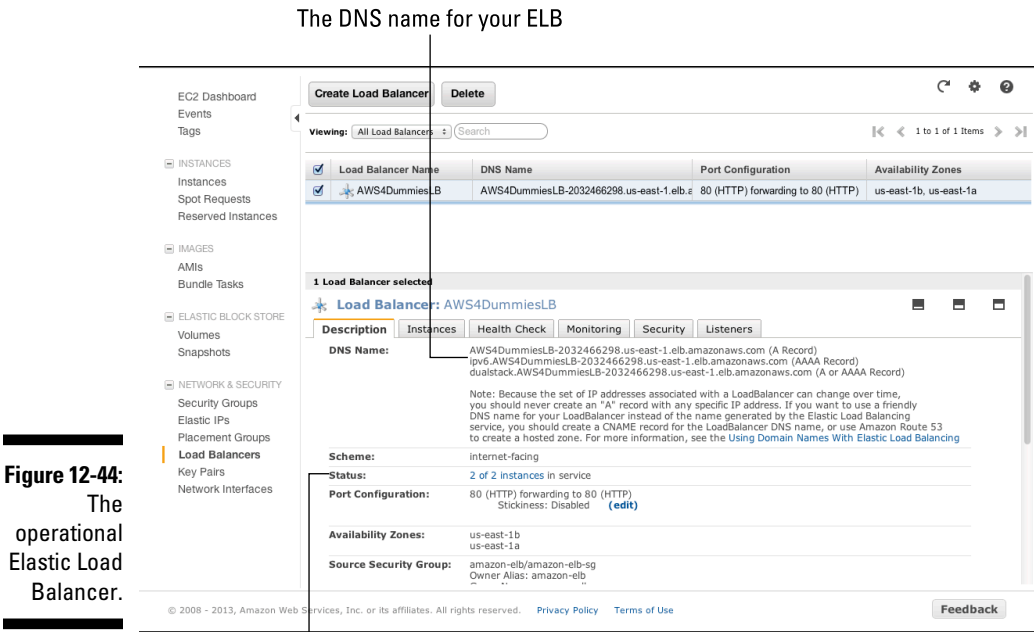 The DNS name for your ELB
EC2 Dashboard
Events
Tags
INSTANCES
Instances
Spot Requests
Reserved Instances
IMAGES
AMIs
Bundle Tasks
ELASTIC BLOCK STORE
Volumes
Snapshots
NETWORK & SECURITY
Security Groups
Elastic IPs
Placement Groups
Load Balancers
Key Pairs
Network Interfaces
Create Load Balancer Delete
Viewing: All Load Balancers Search 1 to 1 of 1 Items
Load Balancer Name DNS Name Port Configuration Availability Zones
AWS4DummiesLB AWS4DummiesLB-2032466298.us-east-1.elb.a 80 (HTTP) forwarding to 80 (HTTP) us-east-1b, us-east-1a
1 Load Balancer selected
Load Balancer: AWS4DummiesLB
Description Instances Health Check Monitoring Security Listeners
DNS Name: AWS4DummiesLB-2032466298.us-east-1.elb.amazonaws.com (A Record)
ipv6.AWS4DummiesLB-2032466298.us-east-1.elb.amazonaws.com (AAAA Record)
dualstack.AWS4DummiesLB-2032466298.us-east-1.elb.amazonaws.com (A or AAAA Record)
Note: Because the set of IP addresses associated with a LoadBalancer can change over time,
you should never create an "A" record with any specific IP address. If you want to use a friendly
DNS name for your LoadBalancer instead of the name generated by the Elastic Load Balancing
service, you should create a CNAME record for the LoadBalancer DNS name, or use Amazon Route 53
to create a hosted zone. For more information, see the Using Domain Names With Elastic Load Balancing
Scheme: internet-facing
Status: 2 of 2 instances in service
Port Configuration: 80 (HTTP) forwarding to 80 (HTTP)
Stickiness: Disabled (edit)
Availability Zones: us-east-1b
us-east-1a
Source Security Group: amazon-elb/amazon-elb-sg
Owner Alias: amazon-elb
© 2008 - 2013, Amazon Web Services, Inc. or its affiliates. All rights reserved. Privacy Policy Terms of Use Feedback
Figure 12-44:
The
operational
Elastic Load
Balancer.